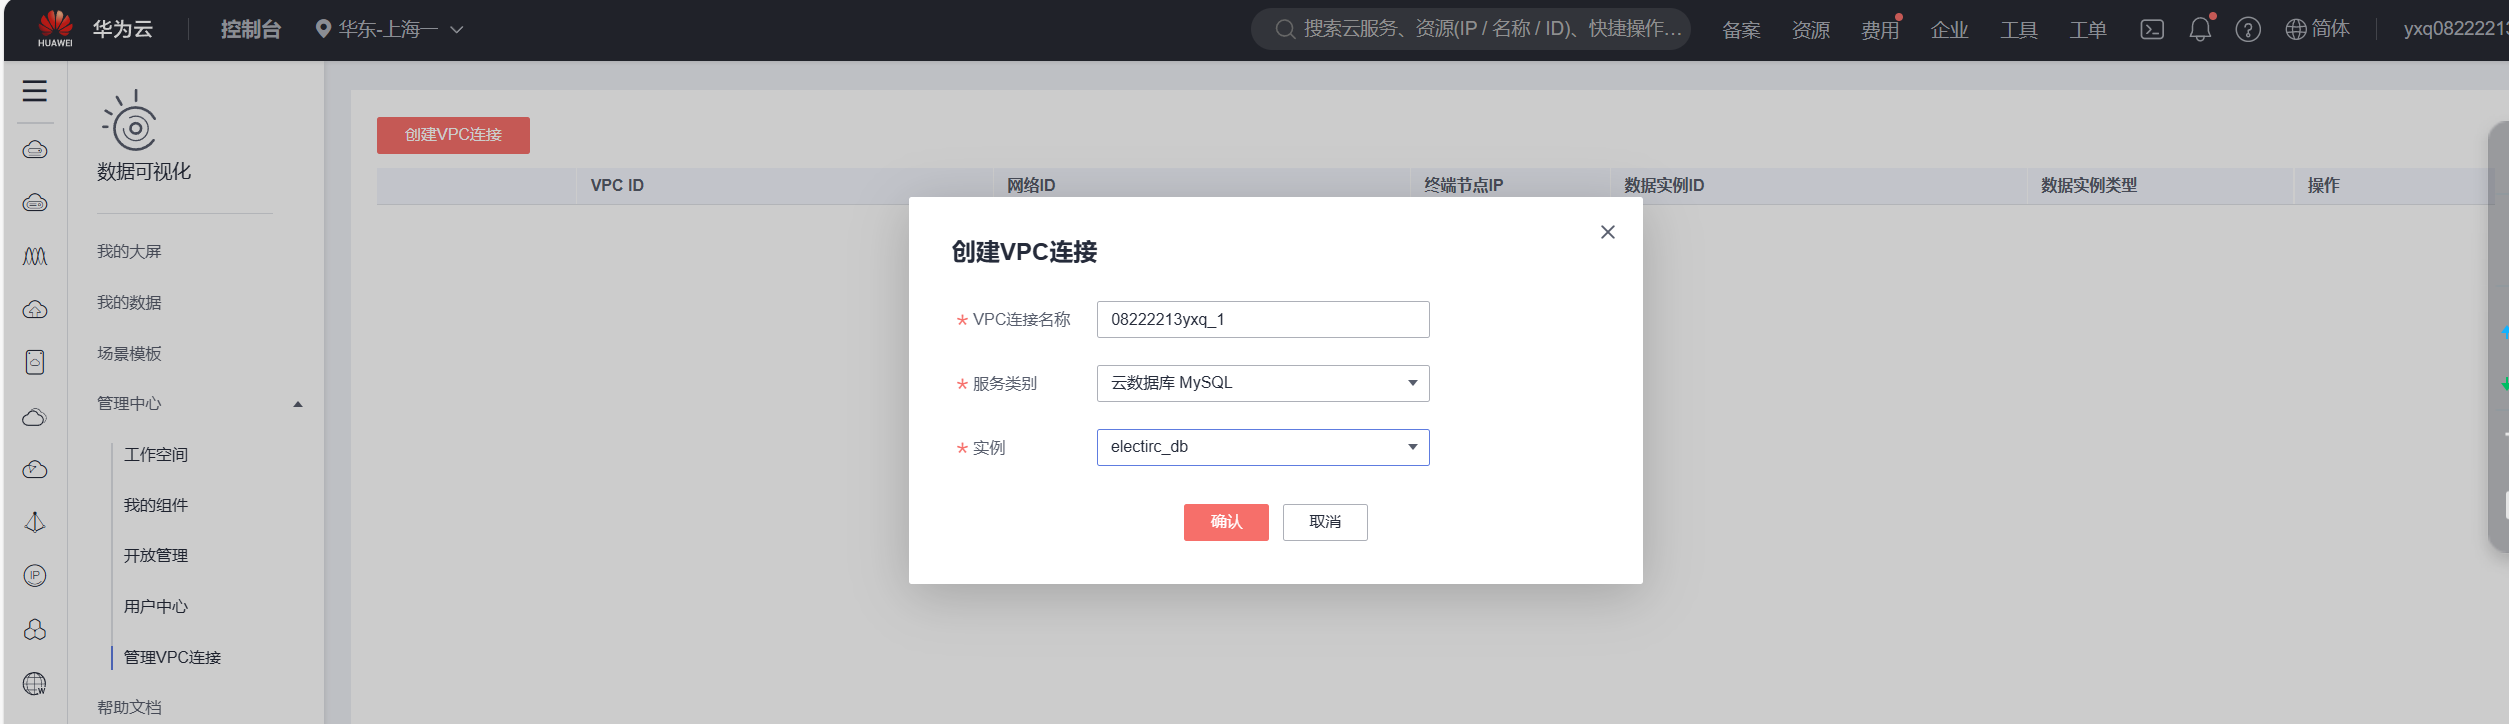 HUAWEI
华为云
控制台
华东-上海一
搜索云服务、资源(IP / 名称 / ID)、快捷操作…
备案
资源
费用
企业
工具
工单
简体
yxq08222213
数据可视化
我的大屏
我的数据
场景模板
管理中心
工作空间
我的组件
开放管理
用户中心
管理VPC连接
帮助文档
创建VPC连接
VPC ID
网络ID
终端节点IP
数据实例ID
数据实例类型
操作
创建VPC连接
* VPC连接名称
08222213yxq_1
* 服务类别
云数据库 MySQL
* 实例
electirc_db
确认
取消
IP
W